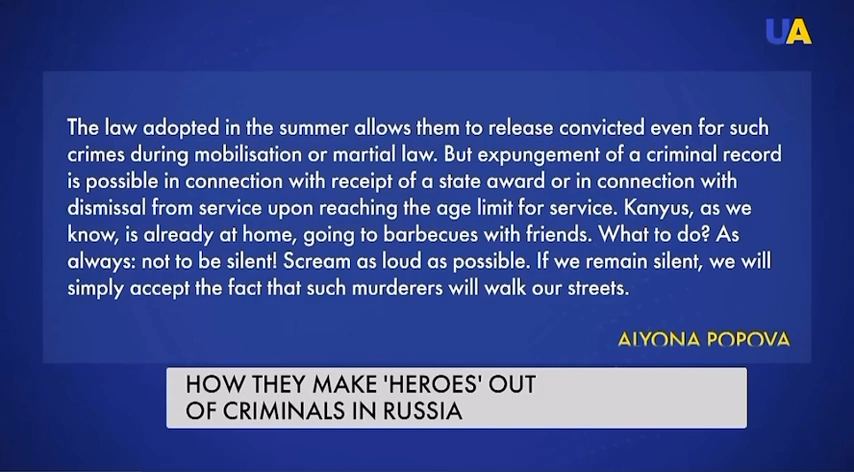 UA
The law adopted in the summer allows them to release convicted even for such
crimes during mobilisation or martial law. But expungement of a criminal record
is possible in connection with receipt of a state award or in connection with
dismissal from service upon reaching the age limit for service. Kanyus, as we
know, is already at home, going to barbecues with friends. What to do? As
always: not to be silent! Scream as loud as possible. If we remain silent, we will
simply accept the fact that such murderers will walk our streets.
ALYONA POPOVA
HOW THEY MAKE 'HEROES' OUT
OF CRIMINALS IN RUSSIA